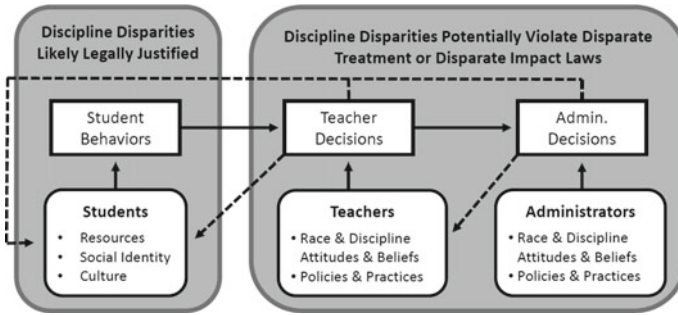 Discipline Disparities
Likely Legally Justified
Discipline Disparities Potentially Violate Disparate
Treatment or Disparate Impact Laws
Student
Behaviors
Teacher
Decisions
Admin.
Decisions
Students
• Resources
• Social Identity
• Culture
Teachers
• Race & Discipline
Attitudes & Beliefs
• Policies & Practices
Administrators
• Race & Discipline
Attitudes & Beliefs
• Policies & Practices